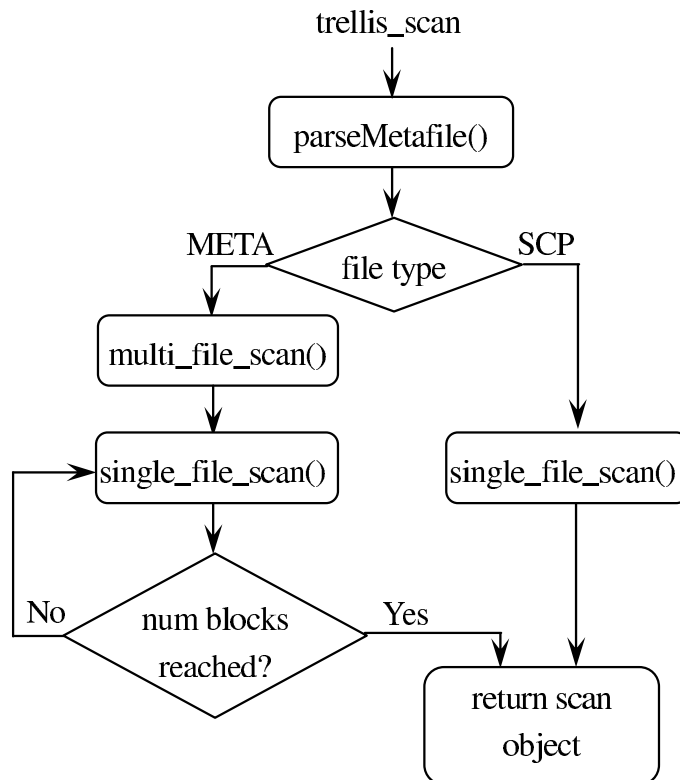 trellis_scan
parseMetafile()
META
SCP
file type
multi_file_scan()
single_file_scan()
single_file_scan()
No
num blocks
reached?
Yes
return scan
object